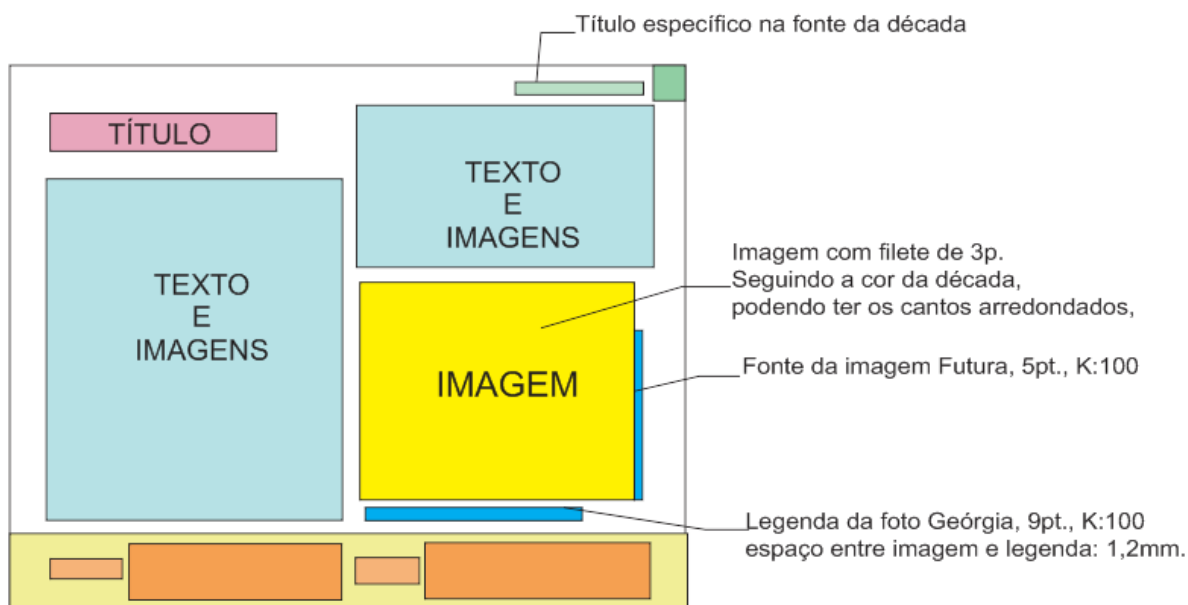 Título específico na fonte da década
TÍTULO
TEXTO
E
IMAGENS
TEXTO
E
IMAGENS
Imagem com filete de 3p.
Seguindo a cor da década,
podendo ter os cantos arredondados,
IMAGEM
Fonte da imagem Futura, 5pt., K:100
Legenda da foto Geórgia, 9pt., K:100
espaço entre imagem e legenda: 1,2mm.